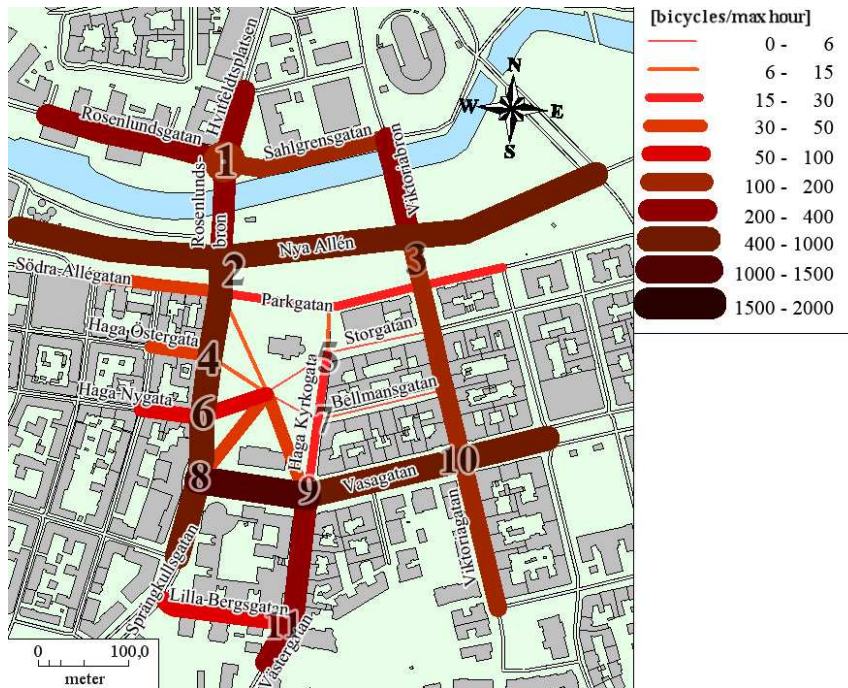 [bicycles/max hour]
0 - 6
6 - 15
15 - 30
30 - 50
50 - 100
100 - 200
200 - 400
400 - 1000
1000 - 1500
1500 - 2000
N
W E
S
Rosenlundsgatan
Hvitfeldtsplatsen
1
Sahlgrensgatan
Rosenlunds-
bron
Viktoriabron
Nya Allén
2
3
Södra-Allégatan
Parkgatan
Haga Östergata
4
Storgatan
5
Haga Nygata
6
Haga Kyrkogata
Bellmansgatan
7
8
9
Vasagatan
10
Sprängkullsgatan
Viktoriagatan
Lilla-Bergsgatan
11
Västergatan
0 100,0
meter